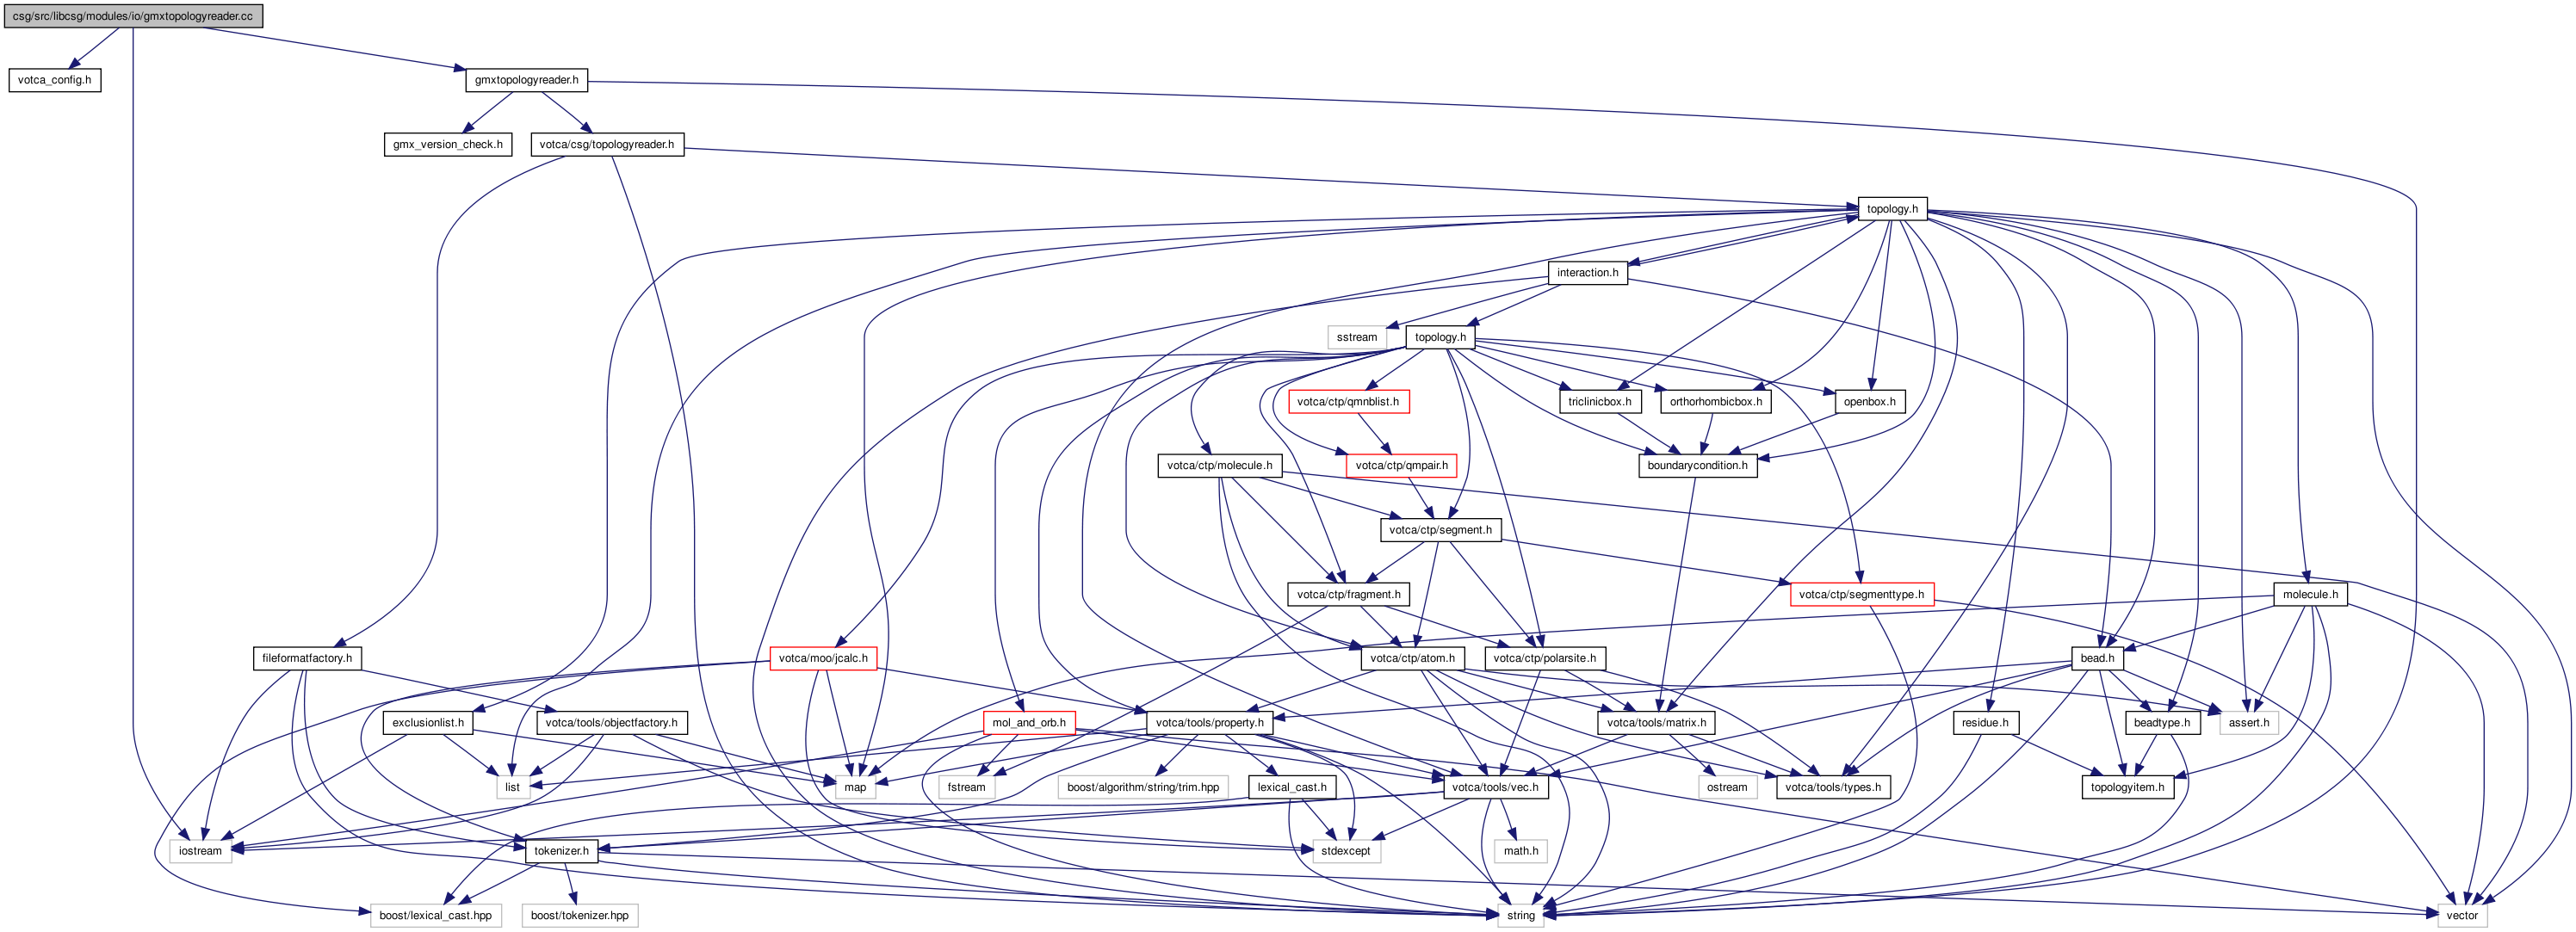 csg/src/libcsg/modules/io/gmxtopologyreader.cc
votca_config.h
gmxtopologyreader.h
gmx_version_check.h
votca/csg/topologyreader.h
topology.h
interaction.h
sstream
topology.h
votca/ctp/qmnblist.h
triclinicbox.h
orthorhombicbox.h
openbox.h
votca/ctp/molecule.h
votca/ctp/qmpair.h
boundarycondition.h
votca/ctp/segment.h
votca/ctp/fragment.h
votca/ctp/segmenttype.h
molecule.h
fileformatfactory.h
votca/moo/jcalc.h
votca/ctp/atom.h
votca/ctp/polarsite.h
bead.h
exclusionlist.h
votca/tools/objectfactory.h
mol_and_orb.h
votca/tools/property.h
votca/tools/matrix.h
residue.h
beadtype.h
assert.h
list
map
fstream
boost/algorithm/string/trim.hpp
lexical_cast.h
votca/tools/vec.h
ostream
votca/tools/types.h
topologyitem.h
iostream
tokenizer.h
stdexcept
math.h
boost/lexical_cast.hpp
boost/tokenizer.hpp
string
vector